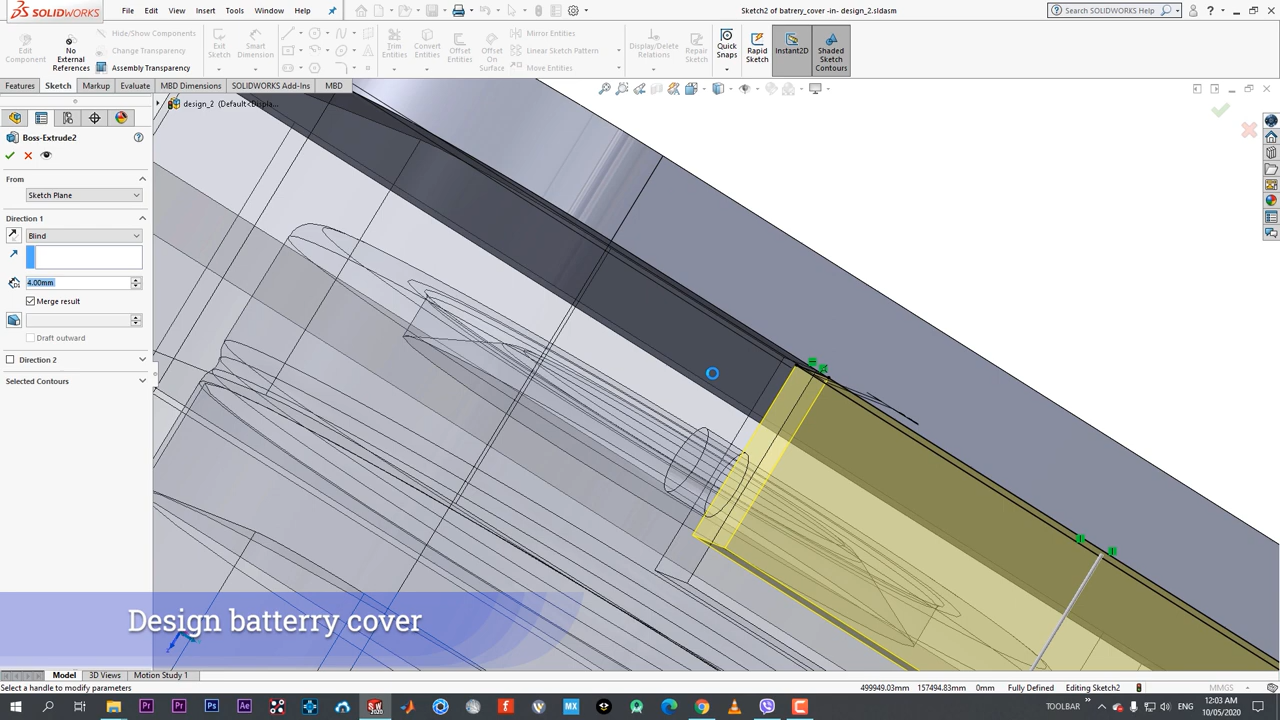 SOLIDWORKS
File Edit View Insert Tools Window Help
Sketch2 of batrery_cover -in- design_2.sldasm
Search SOLIDWORKS Help
Edit Component
No External References
Hide/Show Components
Change Transparency
Assembly Transparency
Exit Sketch
Smart Dimension
Trim Entities
Convert Entities
Offset Entities
Offset On Surface
Mirror Entities
Linear Sketch Pattern
Move Entities
Display/Delete Relations
Repair Sketch
Quick Snaps
Rapid Sketch
Instant2D
Shaded Sketch Contours
Features Sketch Markup Evaluate MBD Dimensions SOLIDWORKS Add-Ins MBD
design_2 (Default<Displa...
Boss-Extrude2
From
Sketch Plane
Direction 1
Blind
4.00mm
Merge result
Draft outward
Direction 2
Selected Contours
Design batterry cover
Model 3D Views Motion Study 1
Select a handle to modify parameters
499949.03mm 157494.83mm 0mm Fully Defined Editing Sketch2
MMGS
TOOLBAR
ENG
12:03 AM
10/05/2020